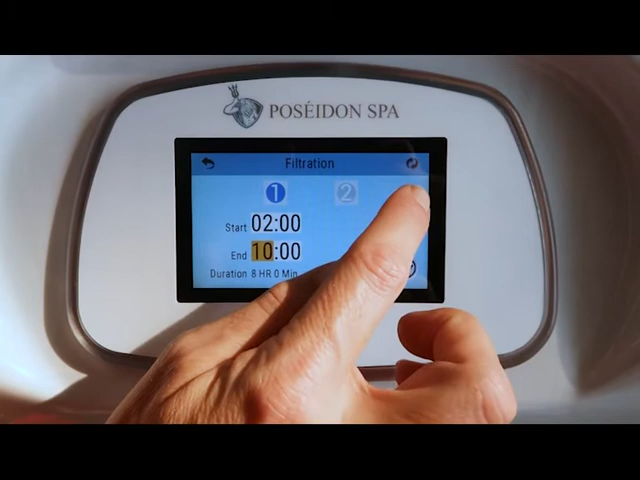 POSÉIDON SPA
Filtration
1 2
Start 02:00
End 10:00
Duration 8 HR 0 Min